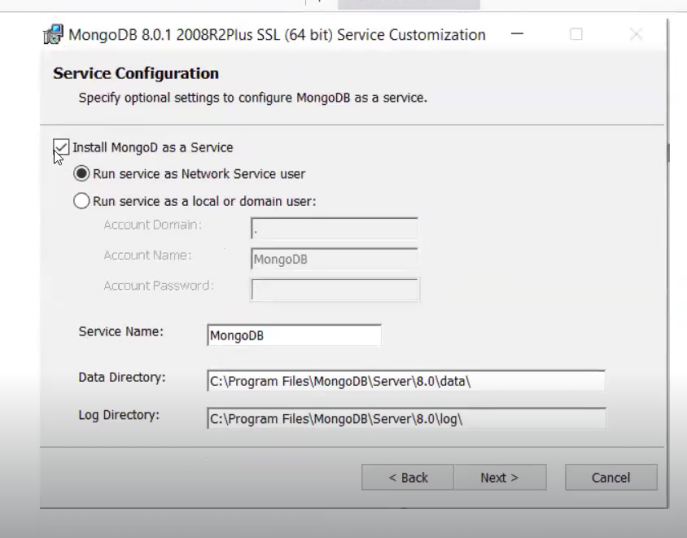 MongoDB 8.0.1 2008R2Plus SSL (64 bit) Service Customization
Service Configuration
Specify optional settings to configure MongoDB as a service.
Install MongoD as a Service
Run service as Network Service user
Run service as a local or domain user:
Account Domain:
.
Account Name:
MongoDB
Account Password:
Service Name:
MongoDB
Data Directory:
C:\Program Files\MongoDB\Server\8.0\data\
Log Directory:
C:\Program Files\MongoDB\Server\8.0\log\
< Back
Next >
Cancel